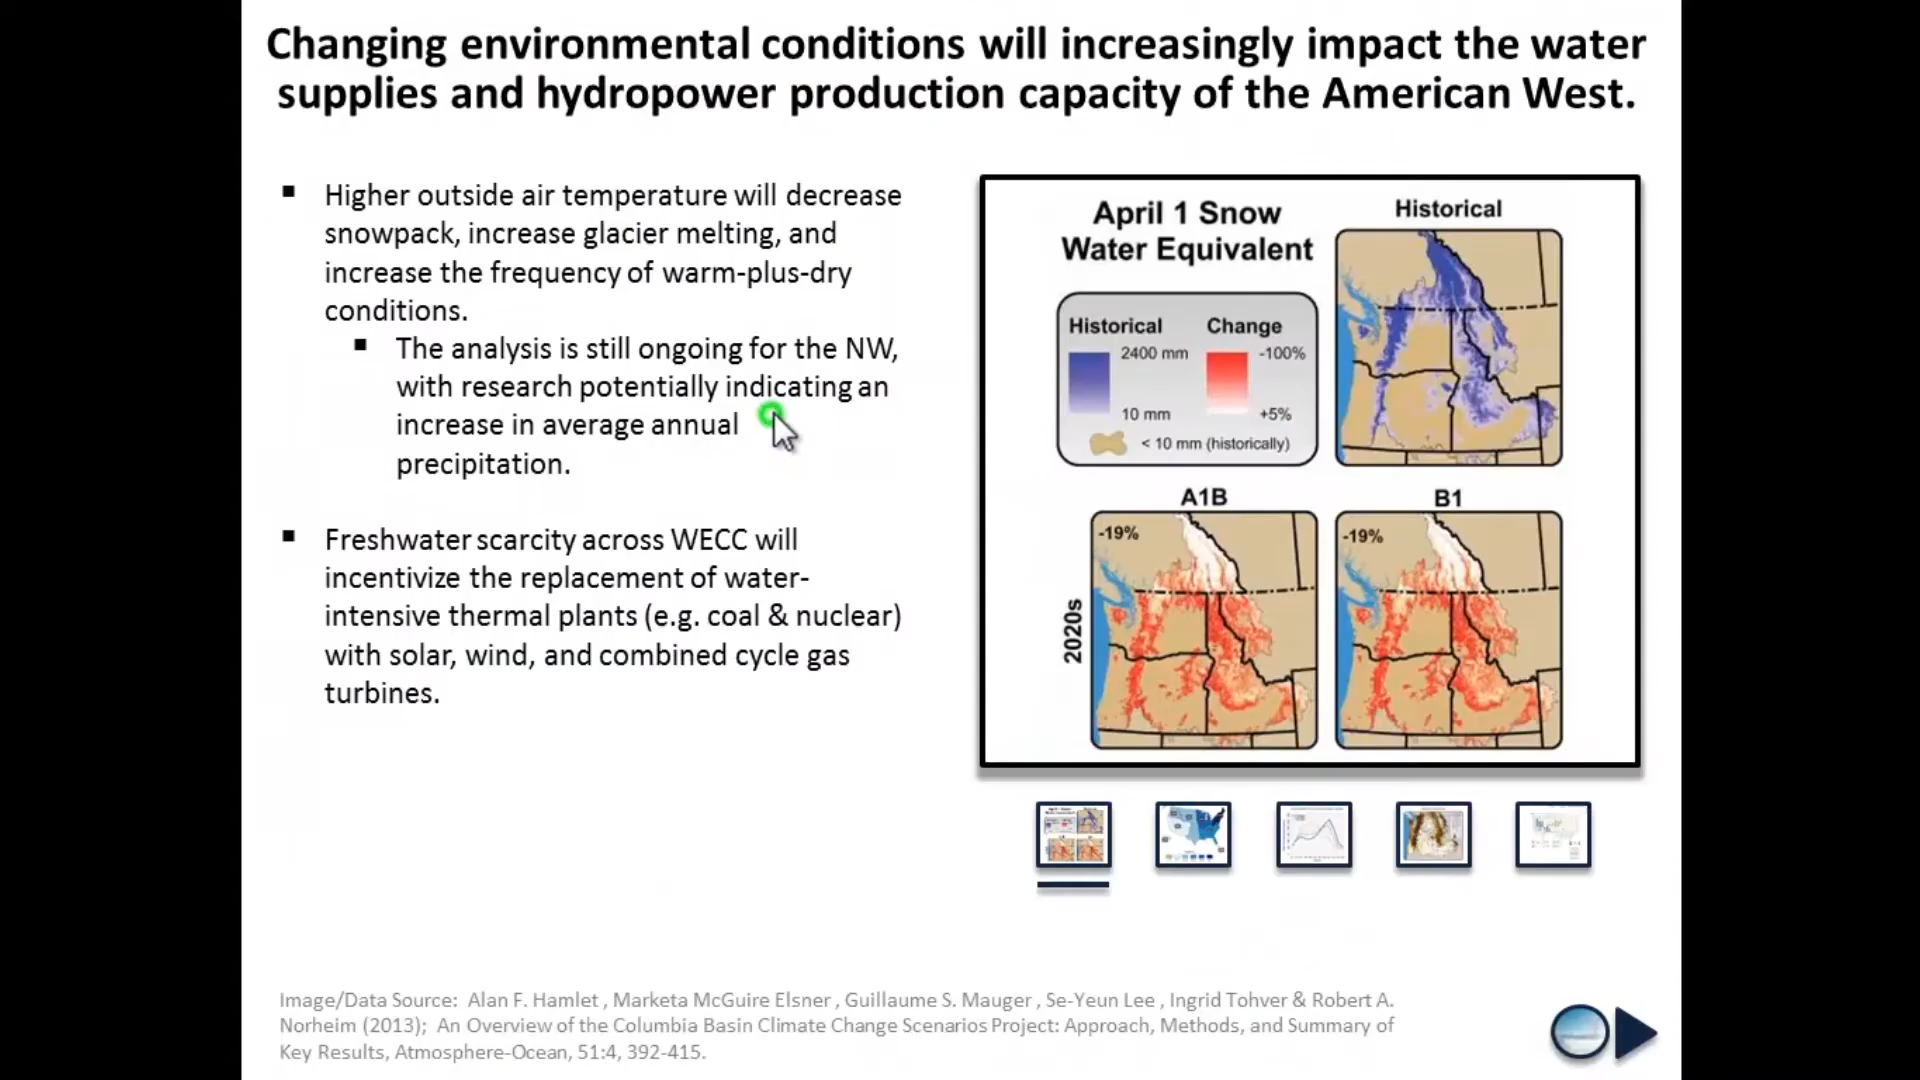 Changing environmental conditions will increasingly impact the water
supplies and hydropower production capacity of the American West.
▪ Higher outside air temperature will decrease
snowpack, increase glacier melting, and
increase the frequency of warm-plus-dry
conditions.
▪ The analysis is still ongoing for the NW,
with research potentially indicating an
increase in average annual
precipitation.
▪ Freshwater scarcity across WECC will
incentivize the replacement of water-
intensive thermal plants (e.g. coal & nuclear)
with solar, wind, and combined cycle gas
turbines.
April 1 Snow
Water Equivalent
Historical
Historical Change
2400 mm -100%
10 mm +5%
< 10 mm (historically)
A1B B1
-19% -19%
2020s
Image/Data Source: Alan F. Hamlet , Marketa McGuire Elsner , Guillaume S. Mauger , Se-Yeun Lee , Ingrid Tohver & Robert A.
Norheim (2013); An Overview of the Columbia Basin Climate Change Scenarios Project: Approach, Methods, and Summary of
Key Results, Atmosphere-Ocean, 51:4, 392-415.